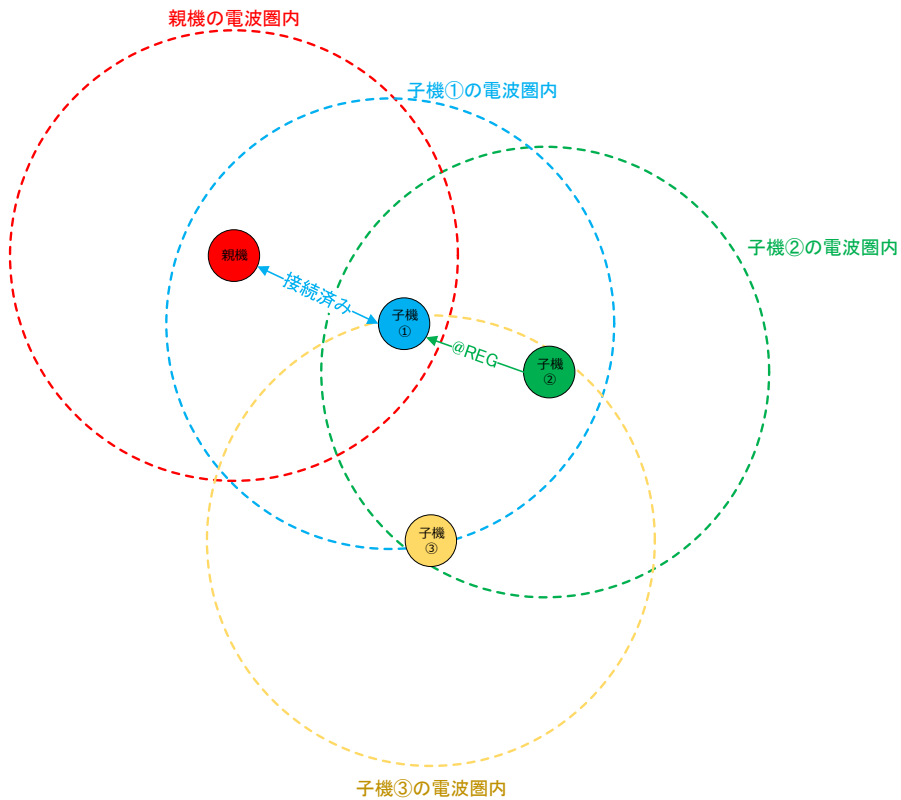 親機の電波圏内
子機①の電波圏内
子機②の電波圏内
親機
接続済み
子機
①
@REG
子機
②
子機
③
子機③の電波圏内